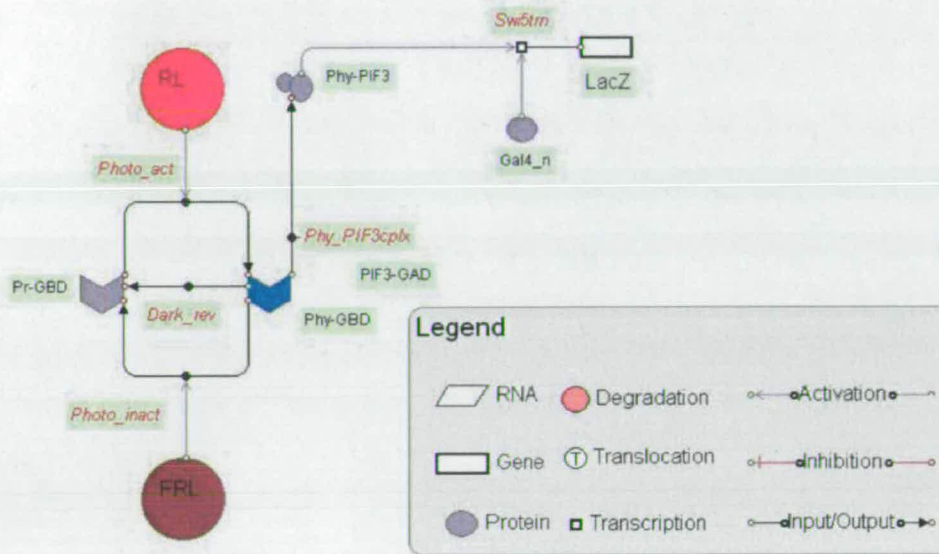 Swi5trn
RL
Phy-PIF3
LacZ
Gal4_n
Photo_act
Phy_PIF3cplx
PIF3-GAD
Pr-GBD
Dark_rev
Phy-GBD
Photo_inact
FRL
Legend
RNA Degradation Activation
Gene T Translocation Inhibition
Protein Transcription Input/Output